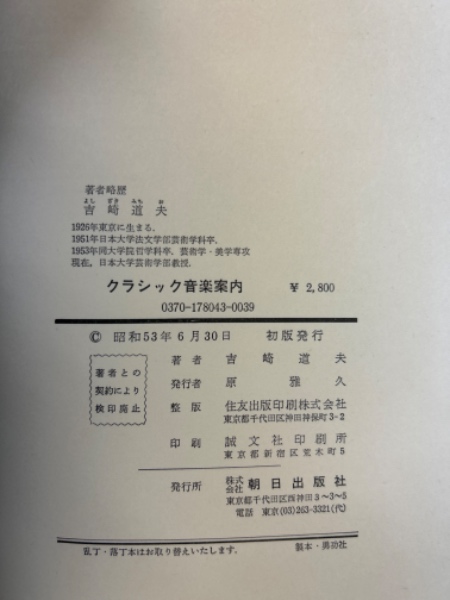 著者略歴
よし ざき みち お
吉崎道夫
1926年東京に生まる.
1951年日本大学法文学部芸術学科卒.
1953年同大学院哲学科卒. 芸術学・美学専攻
現在, 日本大学芸術学部教授.
クラシック音楽案内 ¥ 2,800
0370-178043-0039
© 昭和53年6月30日 初版発行
著者との
契約により
検印廃止
著者 吉崎道夫
発行者 原雅久
整版 住友出版印刷株式会社
東京都千代田区神田神保町3-2
印刷 誠文社印刷所
東京都新宿区荒木町5
発行所 株式会社 朝日出版社
東京都千代田区西神田3〜3〜5
電話 東京(03)263-3321(代)
乱丁・落丁本はお取り替えいたします. 製本・異功社